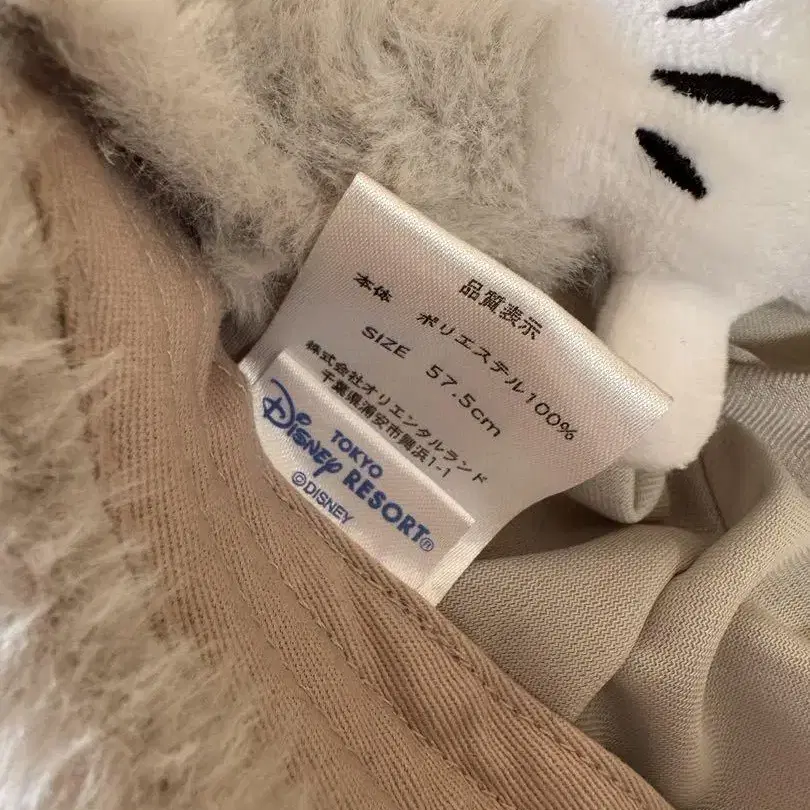 品質表示
本体　ポリエステル100%
SIZE　57.5cm
株式会社オリエンタルランド
千葉県浦安市舞浜1-1
TOKYO
DISNEY RESORT®
©DISNEY